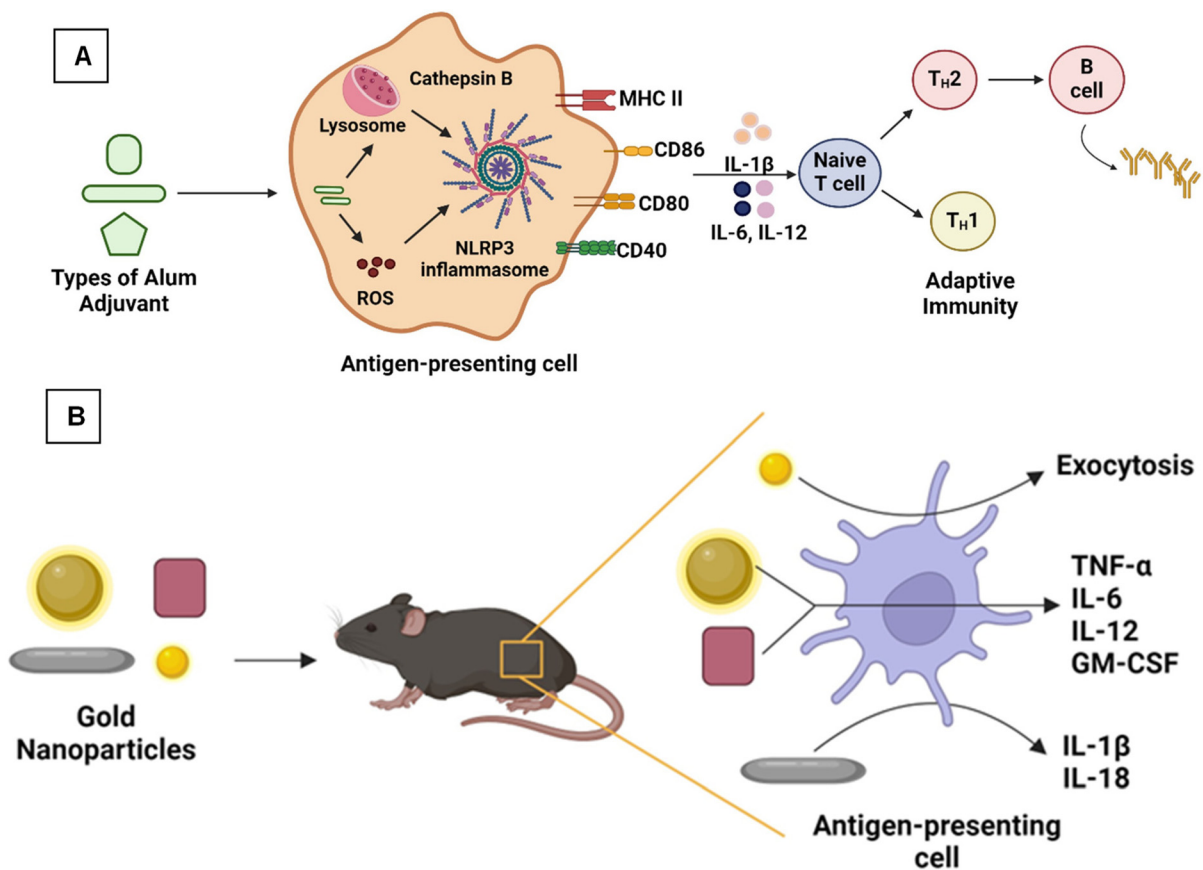 A
Types of Alum
Adjuvant
Cathepsin B
Lysosome
NLRP3
inflammasome
ROS
Antigen-presenting cell
MHC II
CD86
CD80
CD40
IL-1β
IL-6, IL-12
Naive
T cell
TH2
B
cell
TH1
Adaptive
Immunity
B
Gold
Nanoparticles
Exocytosis
TNF-α
IL-6
IL-12
GM-CSF
IL-1β
IL-18
Antigen-presenting
cell